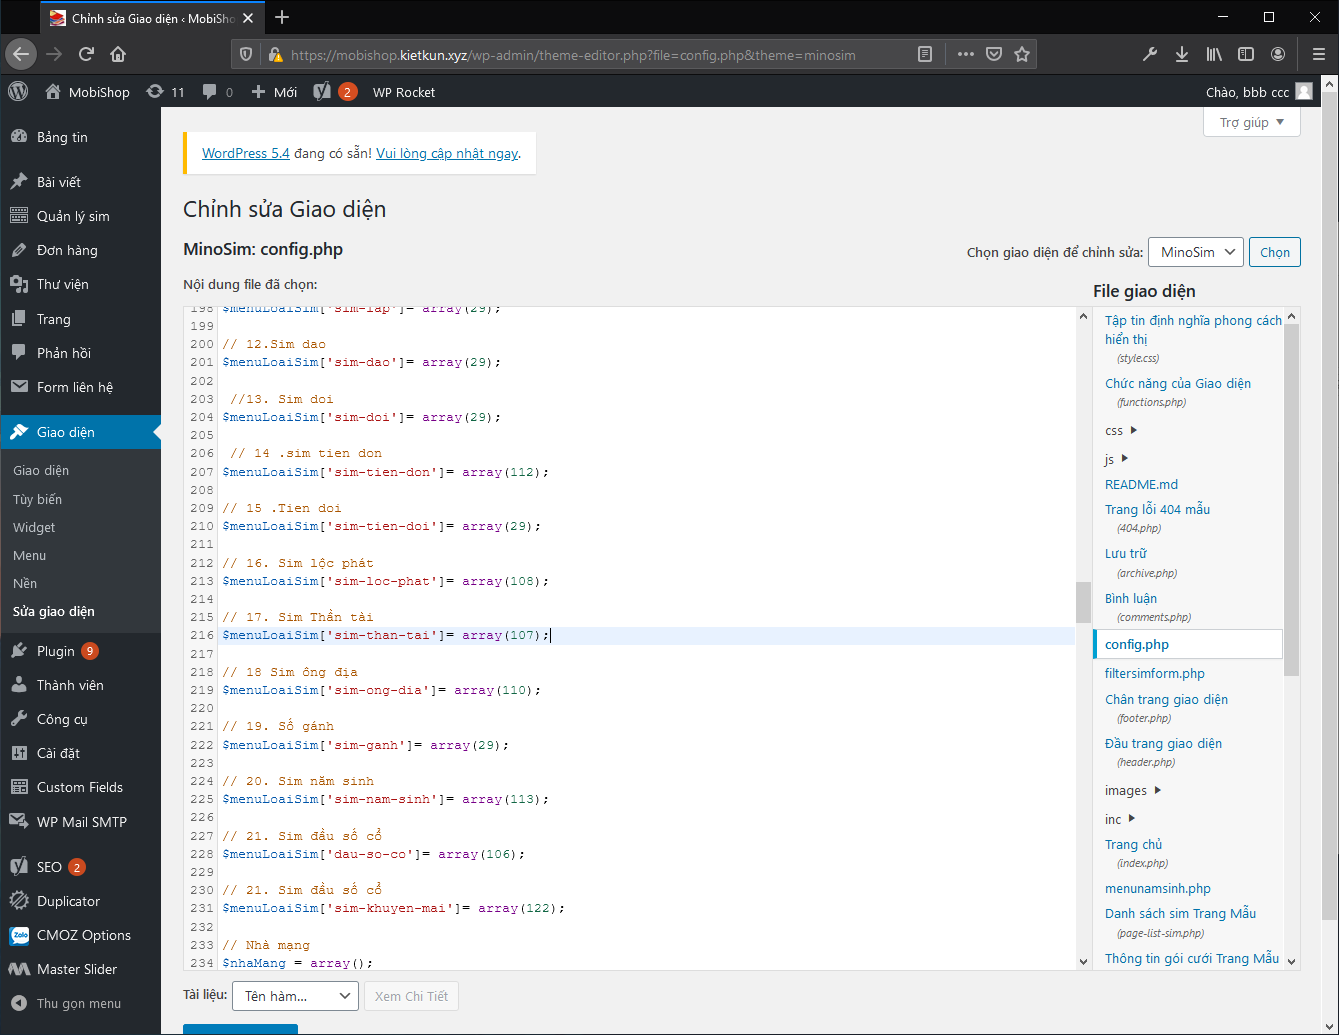 Chỉnh sửa Giao diện ‹ MobiSho
https://mobishop.kietkun.xyz/wp-admin/theme-editor.php?file=config.php&theme=minosim
MobiShop 11 0 Mới 2 WP Rocket Chào, bbb ccc
Trợ giúp
WordPress 5.4 đang có sẵn! Vui lòng cập nhật ngay.
Bảng tin
Bài viết
Quản lý sim
Đơn hàng
Thư viện
Trang
Phản hồi
Form liên hệ
Giao diện
Giao diện
Tùy biến
Widget
Menu
Nền
Sửa giao diện
Plugin 9
Thành viên
Công cụ
Cài đặt
Custom Fields
WP Mail SMTP
SEO 2
Duplicator
Zalo CMOZ Options
Master Slider
Thu gọn menu
Chỉnh sửa Giao diện
MinoSim: config.php
Chọn giao diện để chỉnh sửa: MinoSim Chọn
Nội dung file đã chọn:
198 $menuLoaiSim['sim-lap']= array(29);
199
200 // 12.Sim dao
201 $menuLoaiSim['sim-dao']= array(29);
202
203 //13. Sim doi
204 $menuLoaiSim['sim-doi']= array(29);
205
206 // 14 .sim tien don
207 $menuLoaiSim['sim-tien-don']= array(112);
208
209 // 15 .Tien doi
210 $menuLoaiSim['sim-tien-doi']= array(29);
211
212 // 16. Sim lộc phát
213 $menuLoaiSim['sim-loc-phat']= array(108);
214
215 // 17. Sim Thần tài
216 $menuLoaiSim['sim-than-tai']= array(107);
217
218 // 18 Sim ông địa
219 $menuLoaiSim['sim-ong-dia']= array(110);
220
221 // 19. Số gánh
222 $menuLoaiSim['sim-ganh']= array(29);
223
224 // 20. Sim năm sinh
225 $menuLoaiSim['sim-nam-sinh']= array(113);
226
227 // 21. Sim đầu số cổ
228 $menuLoaiSim['dau-so-co']= array(106);
229
230 // 21. Sim đầu số cổ
231 $menuLoaiSim['sim-khuyen-mai']= array(122);
232
233 // Nhà mạng
234 $nhaMang = array();
File giao diện
Tập tin định nghĩa phong cách
hiển thị
(style.css)
Chức năng của Giao diện
(functions.php)
css
js
README.md
Trang lỗi 404 mẫu
(404.php)
Lưu trữ
(archive.php)
Bình luận
(comments.php)
config.php
filtersimform.php
Chân trang giao diện
(footer.php)
Đầu trang giao diện
(header.php)
images
inc
Trang chủ
(index.php)
menunamsinh.php
Danh sách sim Trang Mẫu
(page-list-sim.php)
Thông tin gói cưới Trang Mẫu
Tài liệu: Tên hàm... Xem Chi Tiết